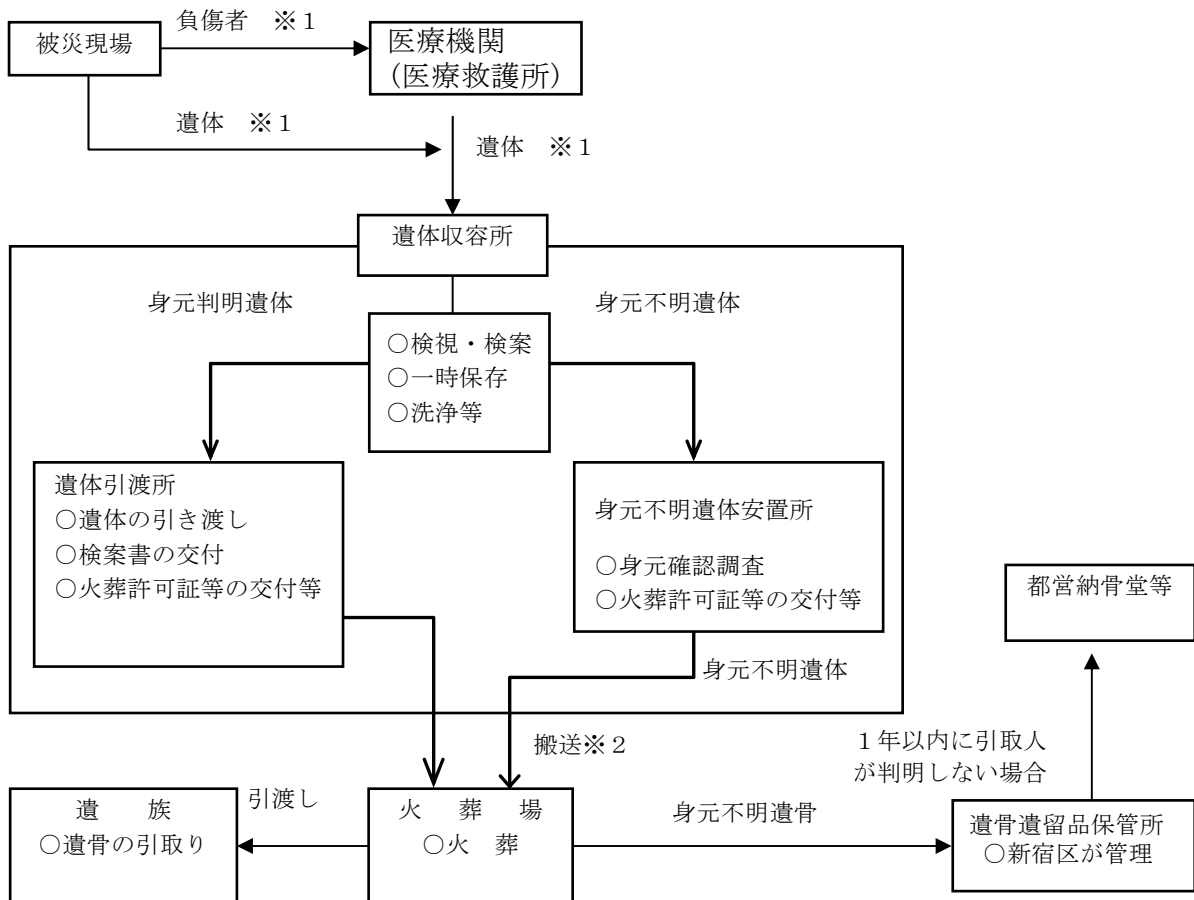 被災現場
負傷者　※１
医療機関
(医療救護所)
遺体　※１
遺体　※１
遺体収容所
身元判明遺体
身元不明遺体
○検視・検案
○一時保存
○洗浄等
遺体引渡所
○遺体の引き渡し
○検案書の交付
○火葬許可証等の交付等
身元不明遺体安置所
○身元確認調査
○火葬許可証等の交付等
都営納骨堂等
身元不明遺体
搬送※２
１年以内に引取人
が判明しない場合
遺　　族
○遺骨の引取り
引渡し
火　葬　場
○火　葬
身元不明遺骨
遺骨遺留品保管所
○新宿区が管理